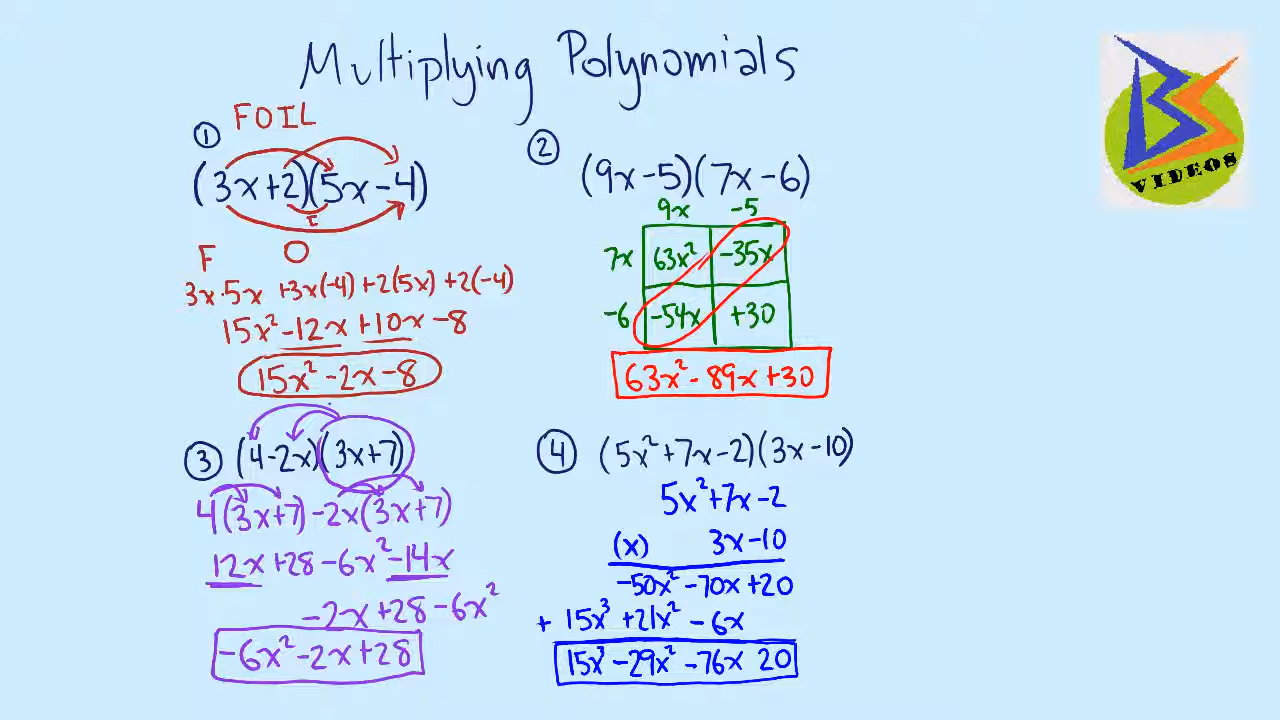 Multiplying Polynomials
BS
VIDEOS
① FOIL
(3x+2)(5x-4)
I
F O
3x·5x +3x(-4) +2(5x) +2(-4)
15x² -12x +10x -8
15x² -2x -8
②
(9x-5)(7x-6)
9x -5
7x 63x² -35x
-6 -54x +30
63x² - 89x +30
③ (4-2x)(3x+7)
4(3x+7) -2x(3x+7)
12x +28 -6x² -14x
-2x +28 -6x²
-6x² -2x +28
④ (5x²+7x-2)(3x-10)
5x²+7x-2
(x) 3x-10
-50x² -70x +20
+ 15x³ +21x² - 6x
15x³ -29x² -76x 20